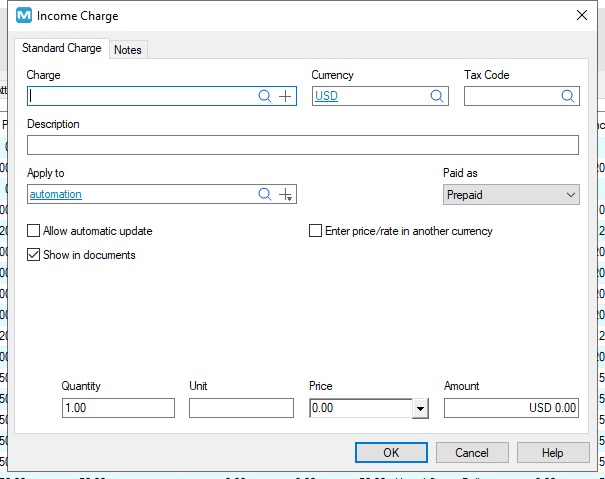 M Income Charge
Standard Charge Notes
Charge Currency Tax Code
USD
Description
Apply to Paid as
automation Prepaid
Allow automatic update Enter price/rate in another currency
Show in documents
Quantity Unit Price Amount
1.00 0.00 USD 0.00
OK Cancel Help